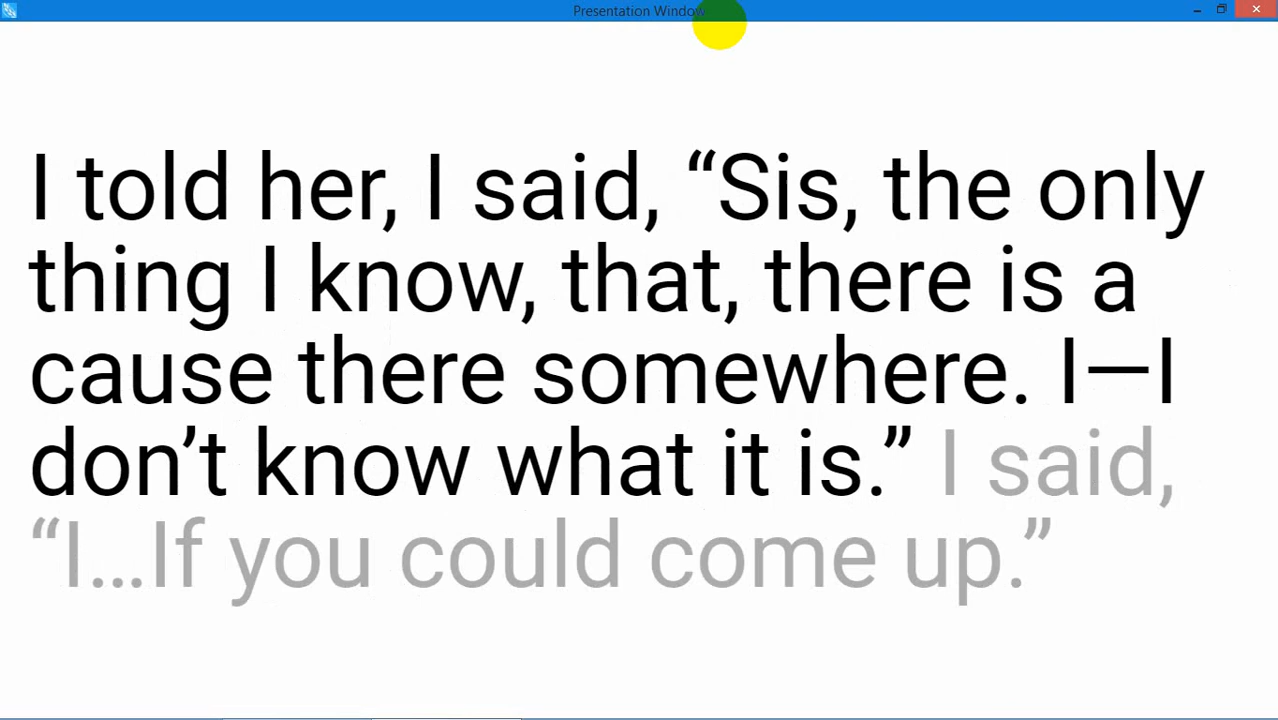 Presentation Window
I told her, I said, “Sis, the only
thing I know, that, there is a
cause there somewhere. I—I
don’t know what it is.” I said,
“I…If you could come up.”